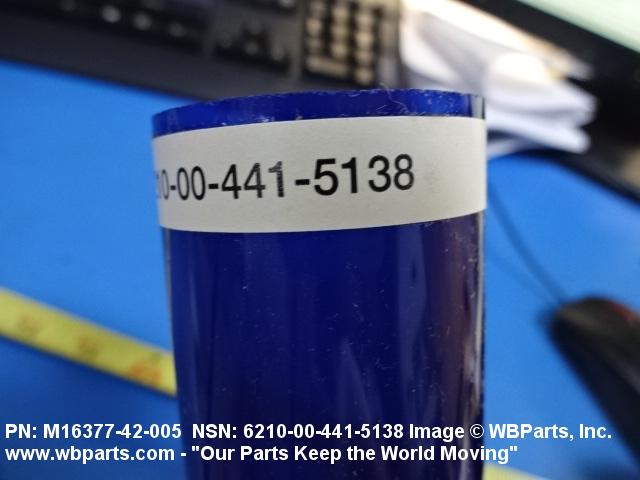 10-00-441-5138
PN: M16377-42-005 NSN: 6210-00-441-5138 Image © WBParts, Inc.
www.wbparts.com - "Our Parts Keep the World Moving"